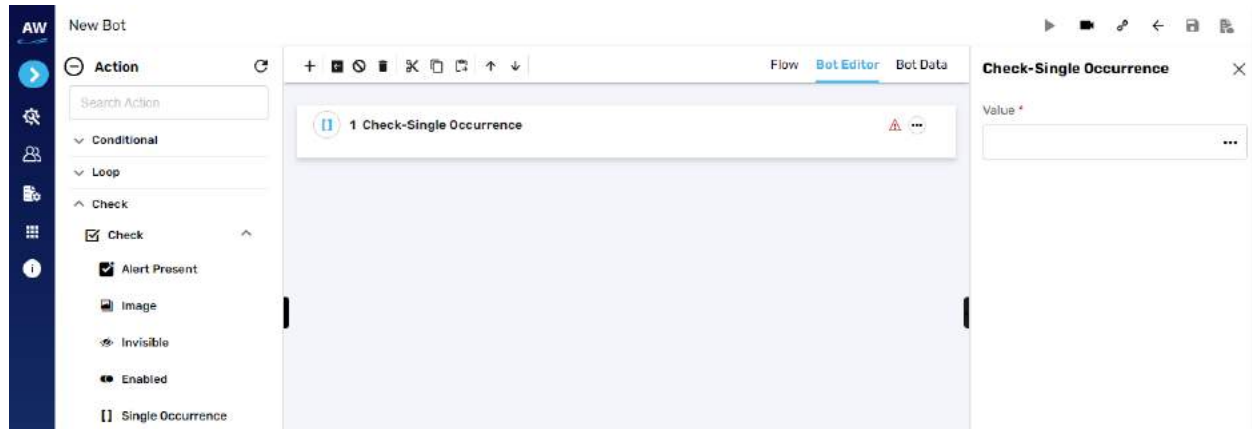 AW
New Bot
Action
Search Action
Conditional
Loop
Check
Check
Alert Present
Image
Invisible
Enabled
[] Single Occurrence
Flow Bot Editor Bot Data
[] 1 Check-Single Occurrence
Check-Single Occurrence
Value *